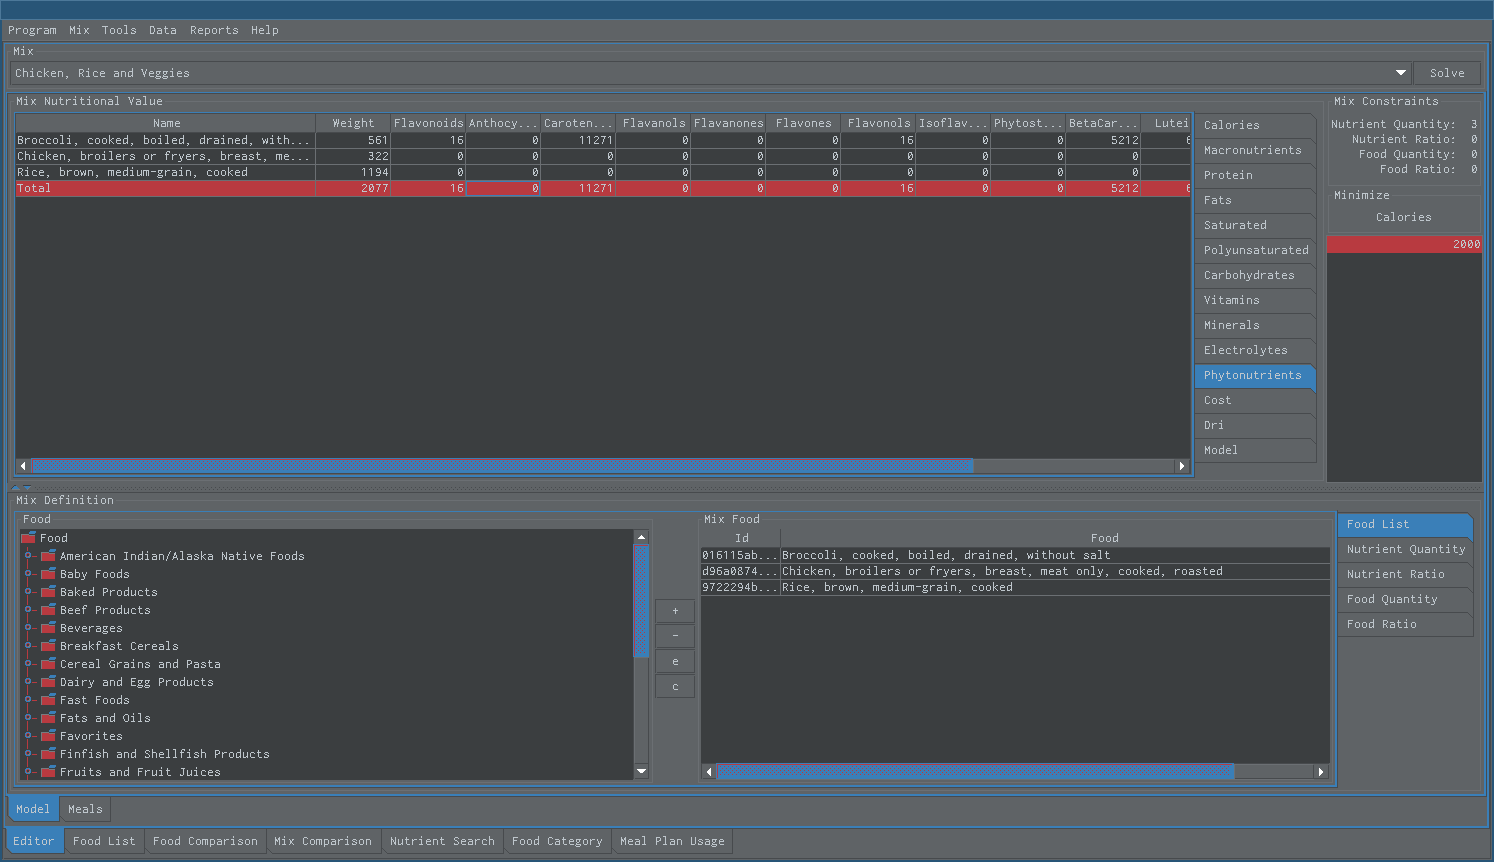 Program Mix Tools Data Reports Help
Mix
Chicken, Rice and Veggies Solve
Mix Nutritional Value
Name Weight Flavonoids Anthocy... Caroten... Flavanols Flavanones Flavones Flavonols Isoflav... Phytost... BetaCar... Lutei
Broccoli, cooked, boiled, drained, with... 561 16 0 11271 0 0 0 16 0 0 5212
Chicken, broilers or fryers, breast, me... 322 0 0 0 0 0 0 0 0 0 0
Rice, brown, medium-grain, cooked 1194 0 0 0 0 0 0 0 0 0 0
Total 2077 16 0 11271 0 0 0 16 0 0 5212
Calories
Macronutrients
Protein
Fats
Saturated
Polyunsaturated
Carbohydrates
Vitamins
Minerals
Electrolytes
Phytonutrients
Cost
Dri
Model
Mix Constraints
Nutrient Quantity: 3
Nutrient Ratio: 0
Food Quantity: 0
Food Ratio: 0
Minimize
Calories
2000
Mix Definition
Food
Food
American Indian/Alaska Native Foods
Baby Foods
Baked Products
Beef Products
Beverages
Breakfast Cereals
Cereal Grains and Pasta
Dairy and Egg Products
Fast Foods
Fats and Oils
Favorites
Finfish and Shellfish Products
Fruits and Fruit Juices
+
-
e
c
Mix Food
Id Food
016115ab... Broccoli, cooked, boiled, drained, without salt
d96a0874... Chicken, broilers or fryers, breast, meat only, cooked, roasted
9722294b... Rice, brown, medium-grain, cooked
Food List
Nutrient Quantity
Nutrient Ratio
Food Quantity
Food Ratio
Model Meals
Editor Food List Food Comparison Mix Comparison Nutrient Search Food Category Meal Plan Usage